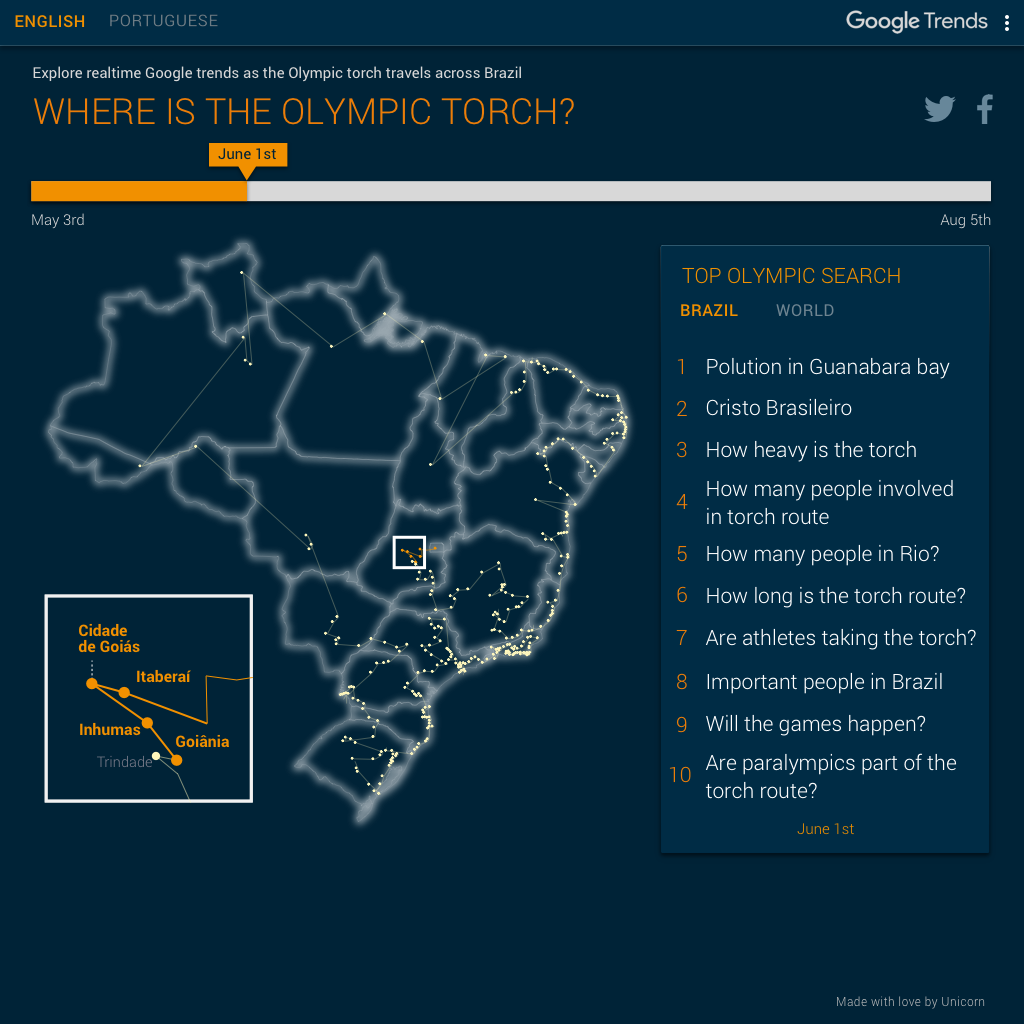 ENGLISH
PORTUGUESE
Google Trends
Explore realtime Google trends as the Olympic torch travels across Brazil
WHERE IS THE OLYMPIC TORCH?
June 1st
May 3rd
Aug 5th
TOP OLYMPIC SEARCH
BRAZIL
WORLD
1 Polution in Guanabara bay
2 Cristo Brasileiro
3 How heavy is the torch
4 How many people involved
in torch route
5 How many people in Rio?
6 How long is the torch route?
7 Are athletes taking the torch?
8 Important people in Brazil
9 Will the games happen?
10 Are paralympics part of the
torch route?
June 1st
Cidade
de Goiás
Itaberaí
Inhumas
Goiânia
Trindade
Made with love by Unicorn